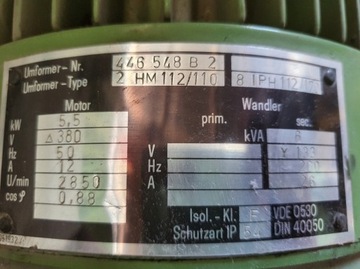 Umformer-Nr. 446 548 B 2
Umformer-Type 2 HM 112/110
Motor Wandler
prim. sec.
kW 5,5 kVA
V △ 380 V Y
Hz 50 Hz
A 12 A
U/min 2850
cos φ 0,88
Isol.-Kl. F VDE 0530
Schutzart IP DIN 40050